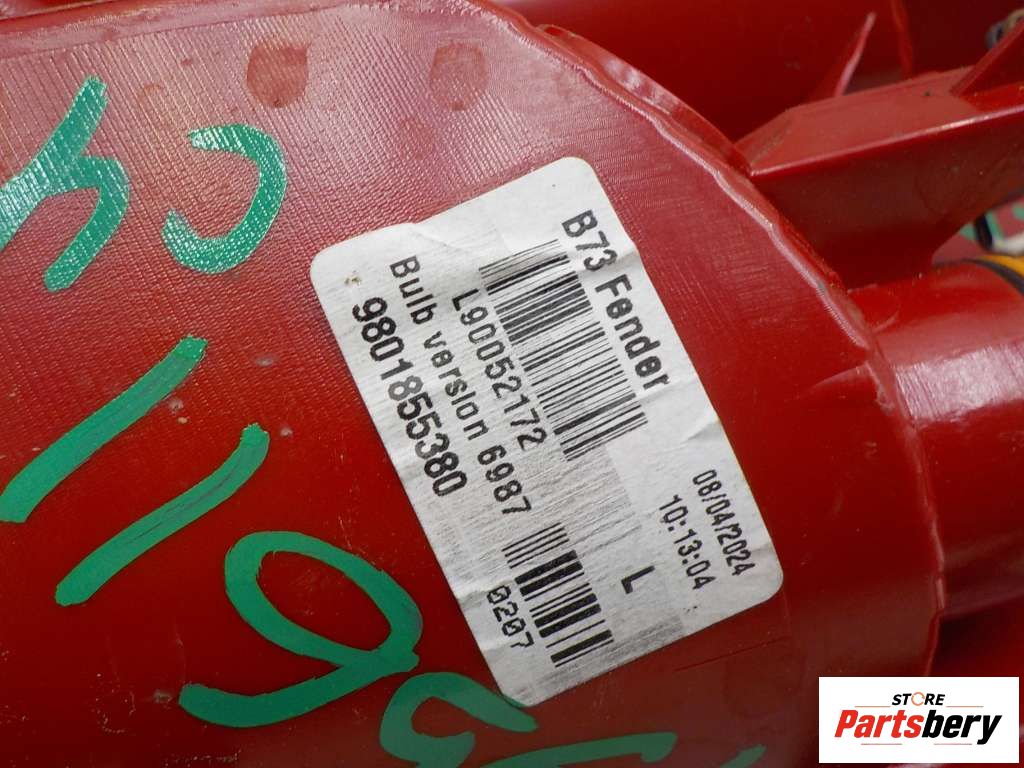 B73 Fender
L90052172
Bulb version 6987
9801855380
08/04/2024
10:13:04
L
0207
STORE
Partsbery